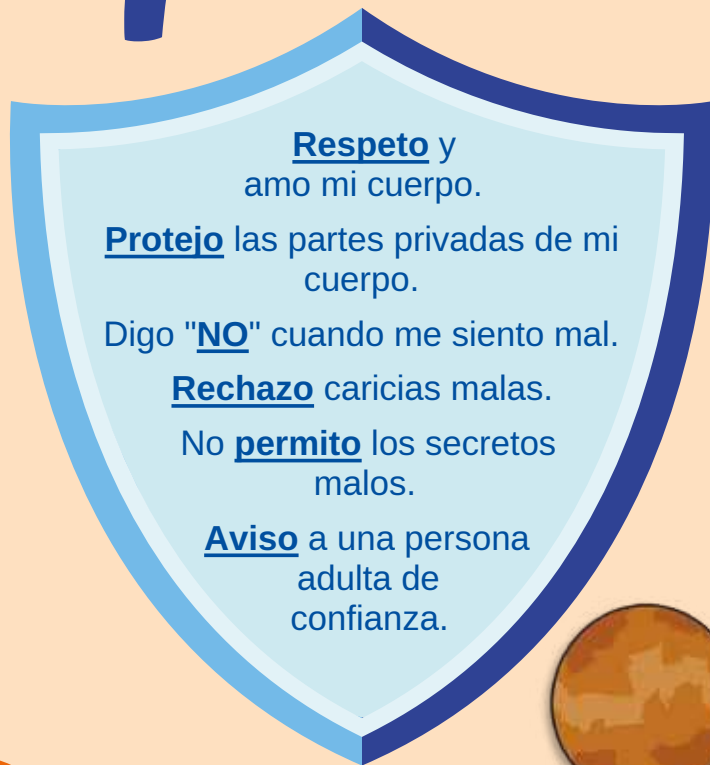 Respeto y
amo mi cuerpo.
Protejo las partes privadas de mi
cuerpo.
Digo "NO" cuando me siento mal.
Rechazo caricias malas.
No permito los secretos
malos.
Aviso a una persona
adulta de
confianza.